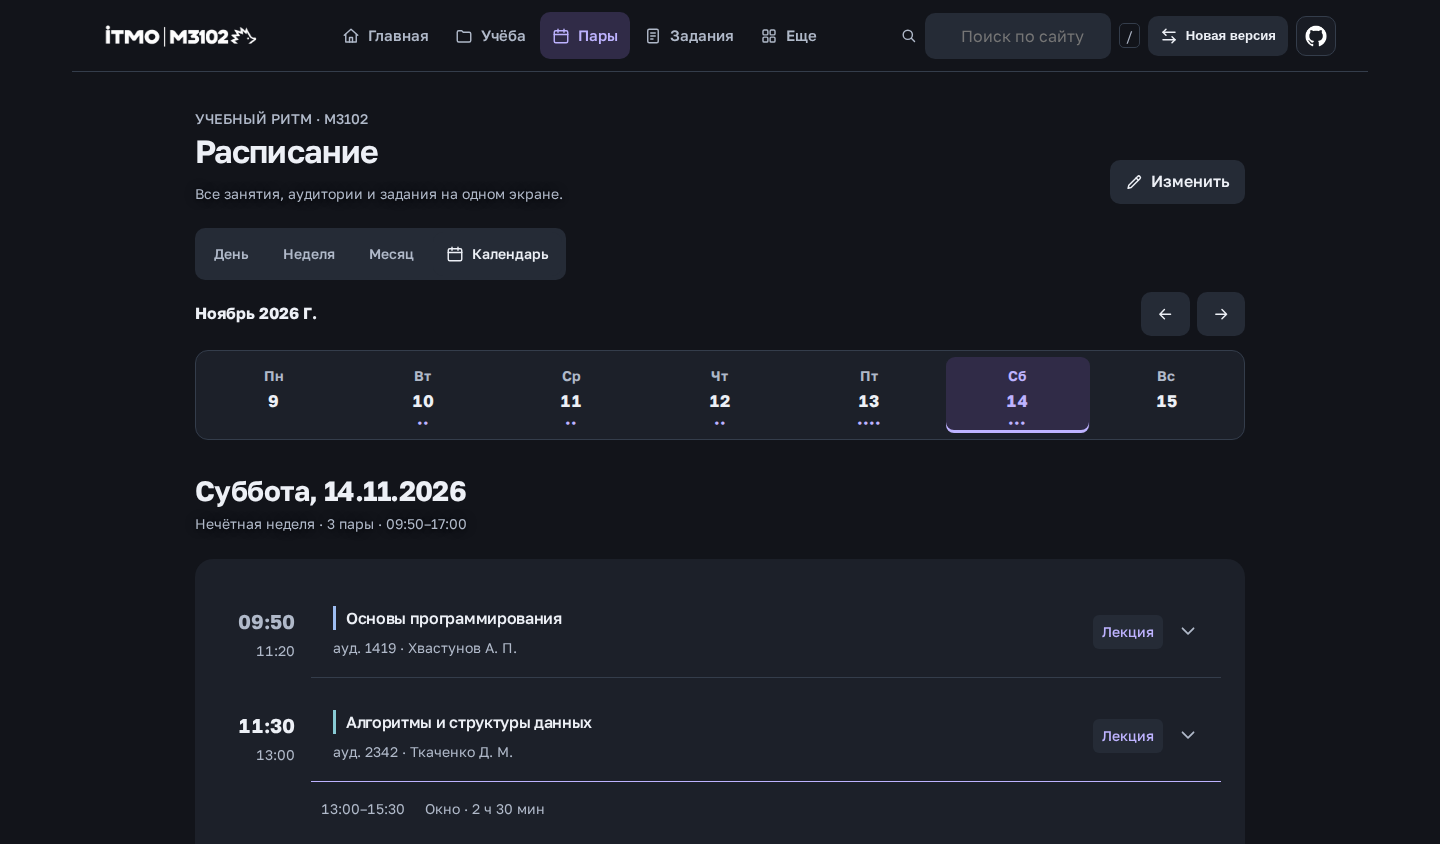 iTMO | M3102
Главная
Учёба
Пары
Задания
Еще
Поиск по сайту
/
Новая версия
УЧЕБНЫЙ РИТМ · M3102
Расписание
Все занятия, аудитории и задания на одном экране.
Изменить
День
Неделя
Месяц
Календарь
Ноябрь 2026 Г.
Пн
Вт
Ср
Чт
Пт
Сб
Вс
9
10
11
12
13
14
15
Суббота, 14.11.2026
Нечётная неделя · 3 пары · 09:50–17:00
09:50
Основы программирования
Лекция
11:20
ауд. 1419 · Хвастунов А. П.
11:30
Алгоритмы и структуры данных
Лекция
13:00
ауд. 2342 · Ткаченко Д. М.
13:00–15:30
Окно · 2 ч 30 мин